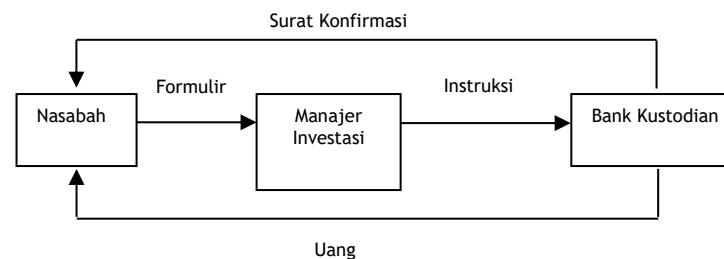 Surat Konfirmasi
Formulir
Instruksi
Nasabah
Manajer
Investasi
Bank Kustodian
Uang